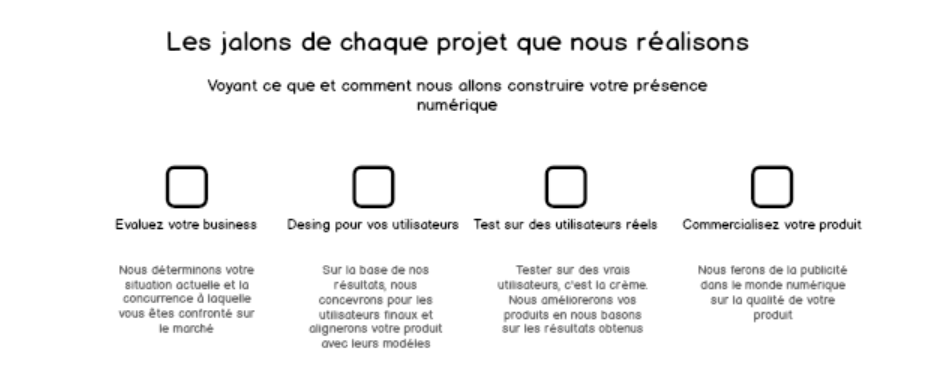 Les jalons de chaque projet que nous réalisons
Voyant ce que et comment nous allons construire votre présence
numérique
Evaluez votre business
Desing pour vos utilisateurs
Test sur des utilisateurs réels
Commercialisez votre produit
Nous déterminons votre
situation actuelle et la
concurrence à laquelle
vous êtes confronté sur
le marché
Sur la base de nos
résultats, nous
concevrons pour les
utilisateurs finaux et
alignerons votre produit
avec leurs modèles
Tester sur des vrais
utilisateurs, c'est la crème.
Nous améliorerons vos
produits en nous basons
sur les résultats obtenus
Nous ferons de la publicité
dans le monde numérique
sur la qualité de votre
produit